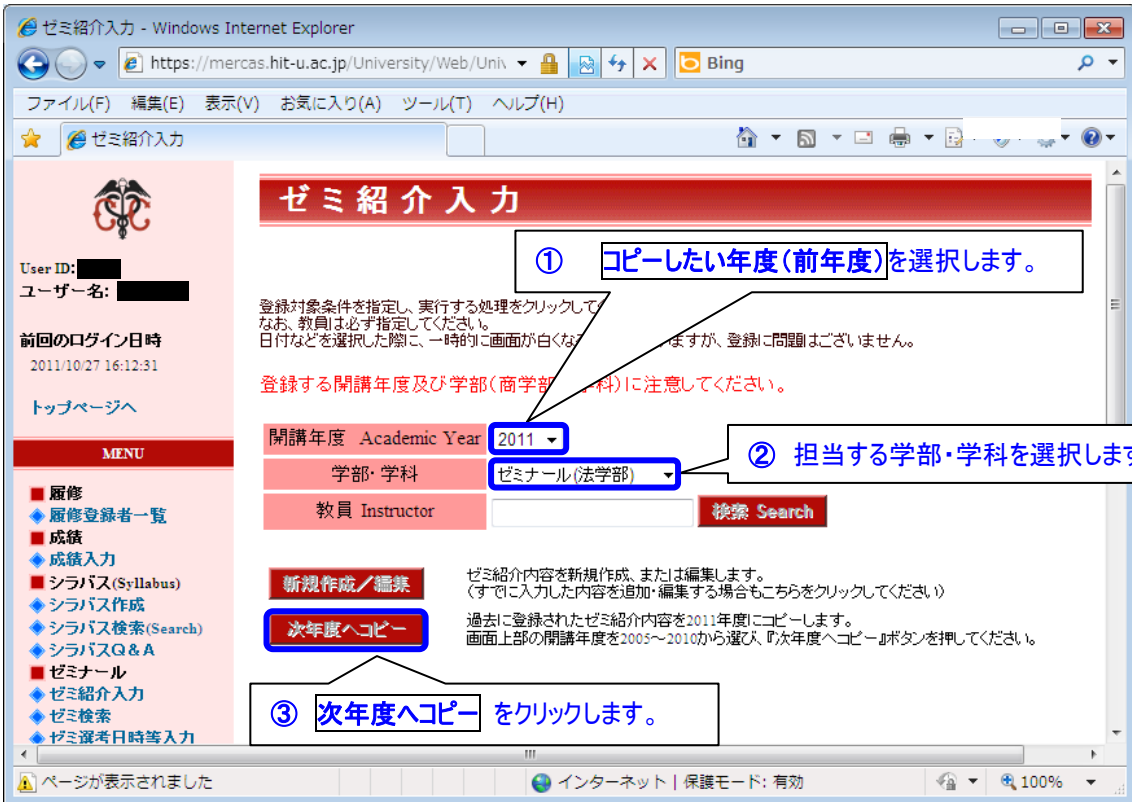 ゼミ紹介入力 - Windows Internet Explorer
https://mercas.hit-u.ac.jp/University/Web/Univ
Bing
ファイル(F) 編集(E) 表示(V) お気に入り(A) ツール(T) ヘルプ(H)
ゼミ紹介入力
User ID:
ユーザー名:
前回のログイン日時
2011/10/27 16:12:31
トップページへ
MENU
■ 履修
◆ 履修登録者一覧
■ 成績
◆ 成績入力
■ シラバス(Syllabus)
◆ シラバス作成
◆ シラバス検索(Search)
◆ シラバスQ&A
■ ゼミナール
◆ ゼミ紹介入力
◆ ゼミ検索
◆ ゼミ選考日時等入力
ゼミ紹介入力
① コピーしたい年度(前年度)を選択します。
登録対象条件を指定し、実行する処理をクリックして
なお、教員は必ず指定してください。
日付などを選択した際に、一時的に画面が白くな ますが、登録に問題はございません。
登録する開講年度及び学部(商学部 学科)に注意してください。
開講年度 Academic Year 2011
② 担当する学部・学科を選択します
学部・学科 ゼミナール(法学部)
教員 Instructor 検索 Search
新規作成/編集 ゼミ紹介内容を新規作成、または編集します。
(すでに入力した内容を追加・編集する場合もこちらをクリックしてください)
次年度へコピー 過去に登録されたゼミ紹介内容を2011年度にコピーします。
画面上部の開講年度を2005～2010から選び、『次年度へコピー』ボタンを押してください。
③ 次年度へコピー をクリックします。
ページが表示されました インターネット | 保護モード: 有効 100%